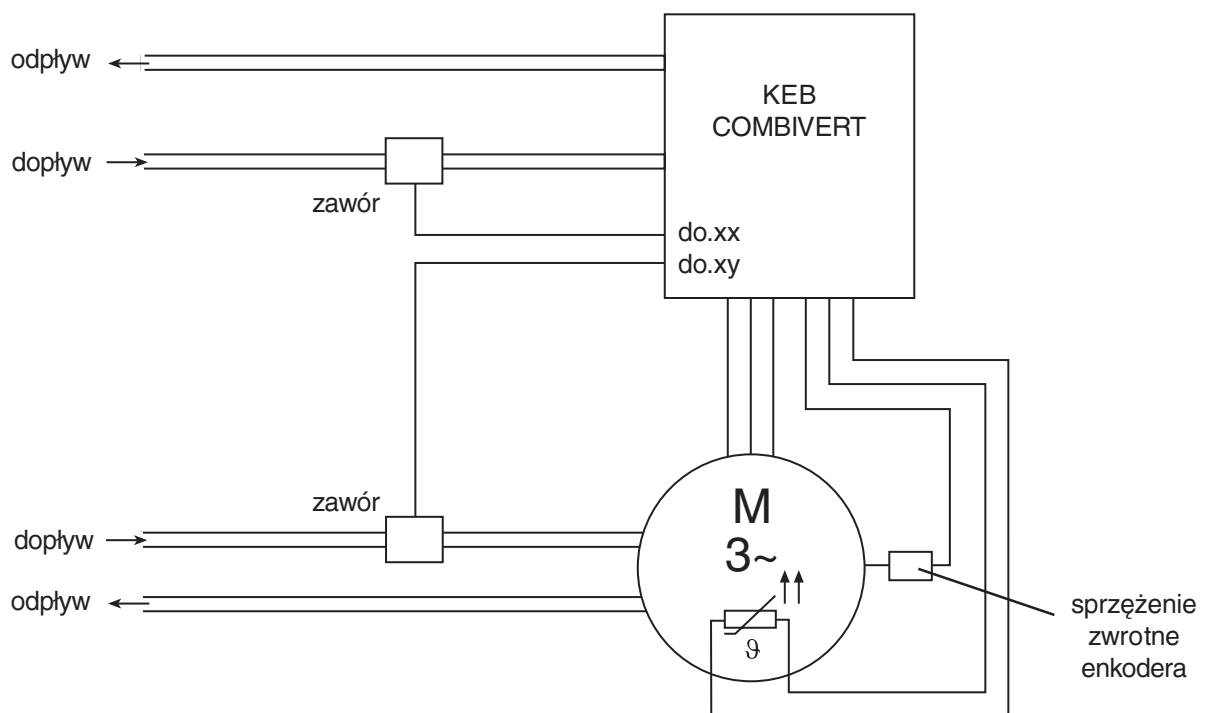 odpływ
KEB
COMBIVERT
dopływ
zawór
do.xx
do.xy
zawór
M
3~
dopływ
odpływ
ϑ
sprzężenie
zwrotne
enkodera